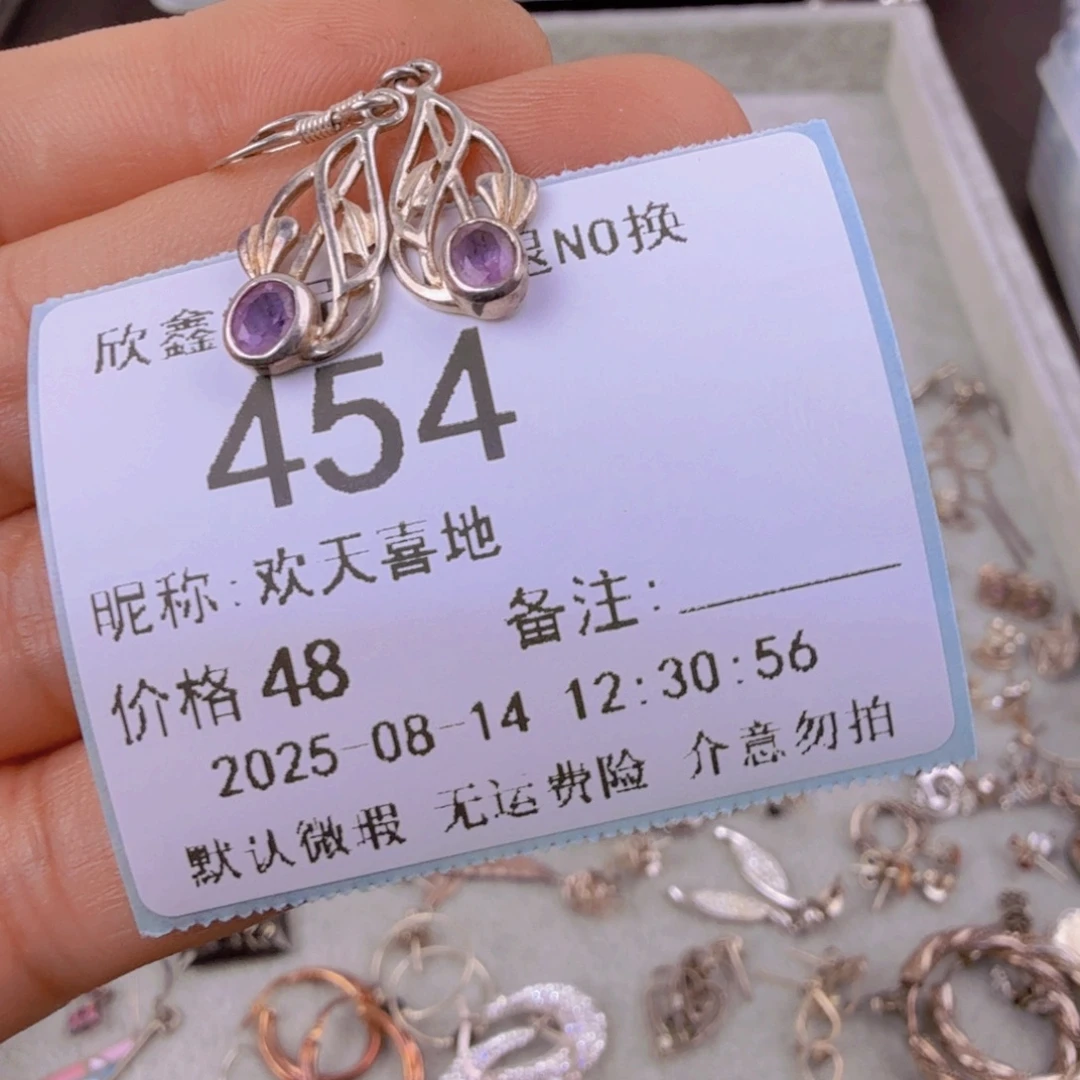 欣鑫 退NO换
454
昵称:欢天喜地
备注:
价格 48
2025-08-14 12:30:56
默认微瑕 无运费险 介意勿拍